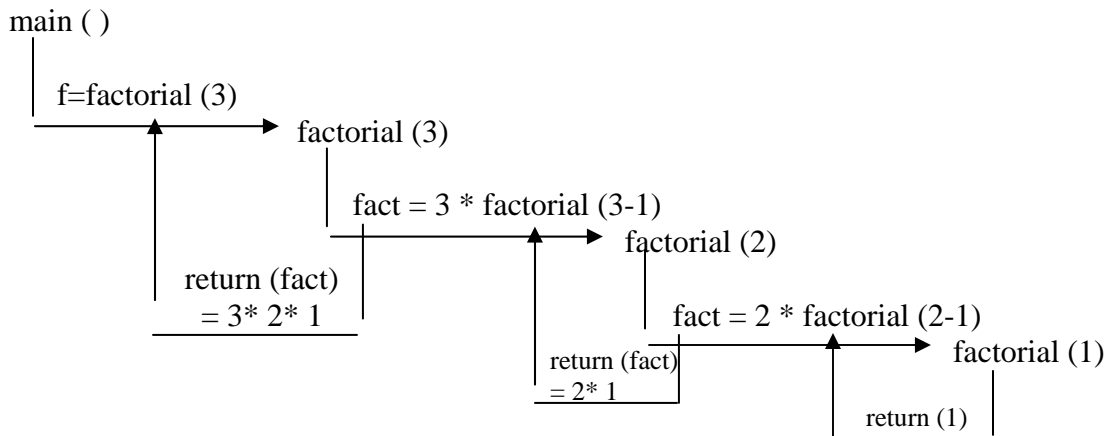 main ( )
f=factorial (3)
factorial (3)
fact = 3 * factorial (3-1)
factorial (2)
return (fact)
= 3* 2* 1
fact = 2 * factorial (2-1)
factorial (1)
return (fact)
= 2* 1
return (1)